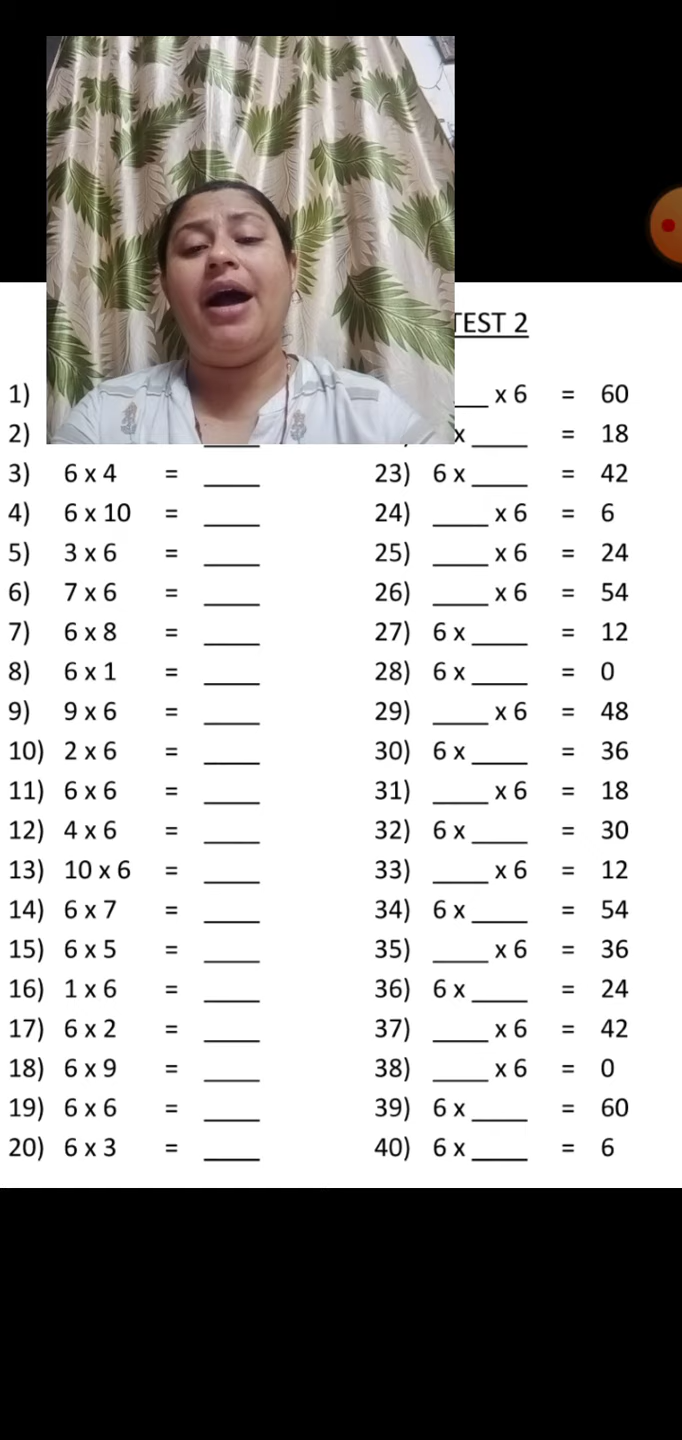 TEST 2
1) ____ x 6 = 60
2) ____ x ____ = 18
3) 6 x 4 = ____ 23) 6 x ____ = 42
4) 6 x 10 = ____ 24) ____ x 6 = 6
5) 3 x 6 = ____ 25) ____ x 6 = 24
6) 7 x 6 = ____ 26) ____ x 6 = 54
7) 6 x 8 = ____ 27) 6 x ____ = 12
8) 6 x 1 = ____ 28) 6 x ____ = 0
9) 9 x 6 = ____ 29) ____ x 6 = 48
10) 2 x 6 = ____ 30) 6 x ____ = 36
11) 6 x 6 = ____ 31) ____ x 6 = 18
12) 4 x 6 = ____ 32) 6 x ____ = 30
13) 10 x 6 = ____ 33) ____ x 6 = 12
14) 6 x 7 = ____ 34) 6 x ____ = 54
15) 6 x 5 = ____ 35) ____ x 6 = 36
16) 1 x 6 = ____ 36) 6 x ____ = 24
17) 6 x 2 = ____ 37) ____ x 6 = 42
18) 6 x 9 = ____ 38) ____ x 6 = 0
19) 6 x 6 = ____ 39) 6 x ____ = 60
20) 6 x 3 = ____ 40) 6 x ____ = 6